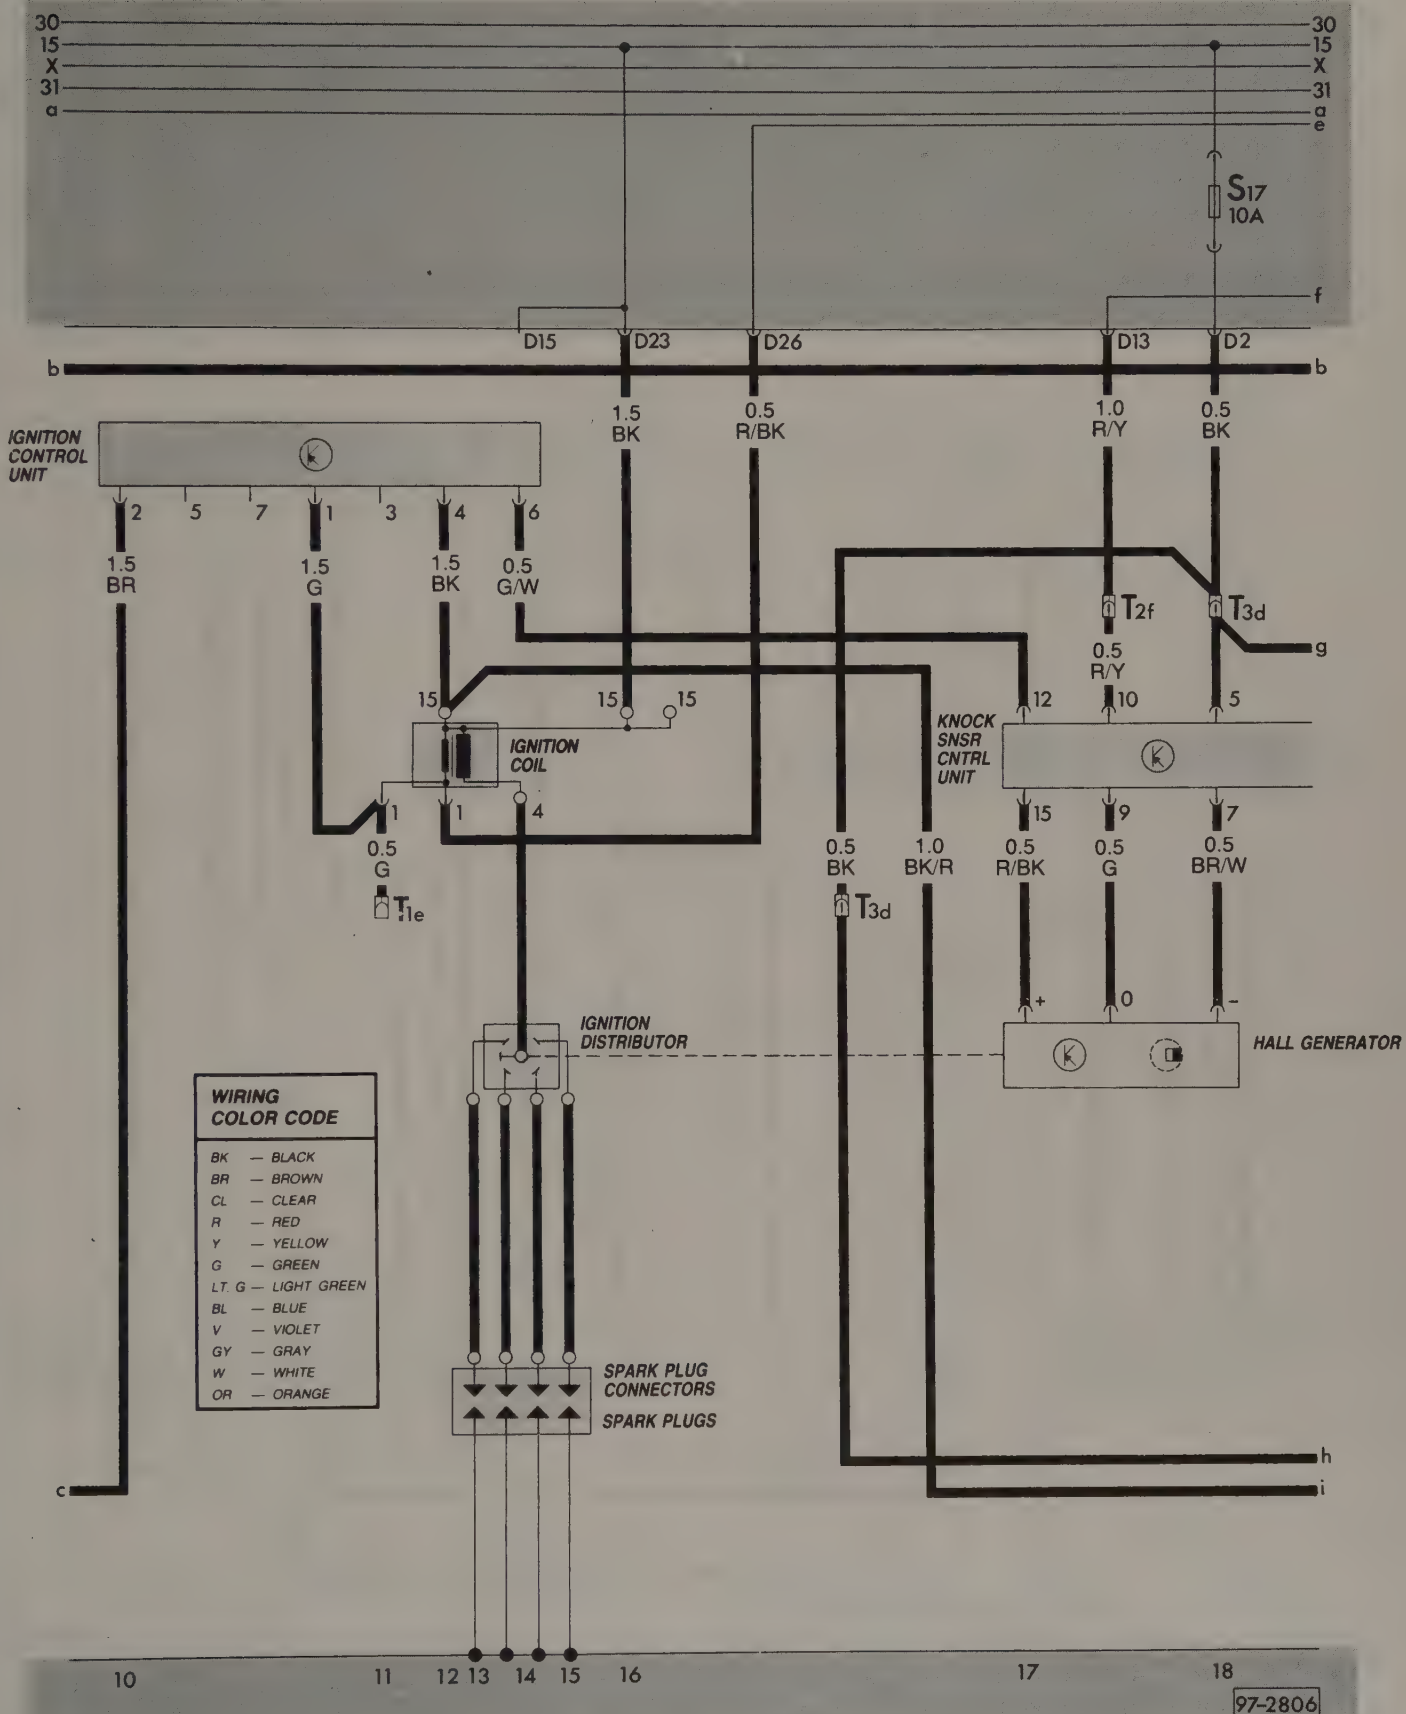 30 30
15 15
X X
31 31
a a
e
S17
10A
f
D15 D23 D26 D13 D2
b b
1.5
BK
0.5
R/BK
1.0
R/Y
0.5
BK
IGNITION
CONTROL
UNIT
2 5 7 1 3 4 6
1.5
BR
1.5
G
1.5
BK
0.5
G/W
T2f T3d
g
0.5
R/Y
15 15 15
12 10 5
IGNITION
COIL
KNOCK
SNSR
CNTRL
UNIT
1 1 4
15 9 7
0.5
G
0.5
BK
1.0
BK/R
0.5
R/BK
0.5
G
0.5
BR/W
T1e T3d
+ 0 -
IGNITION
DISTRIBUTOR
HALL GENERATOR
WIRING
COLOR CODE
BK — BLACK
BR — BROWN
CL — CLEAR
R — RED
Y — YELLOW
G — GREEN
LT. G — LIGHT GREEN
BL — BLUE
V — VIOLET
GY — GRAY
W — WHITE
OR — ORANGE
SPARK PLUG
CONNECTORS
SPARK PLUGS
h
c i
10 11 12 13 14 15 16 17 18
97-2806